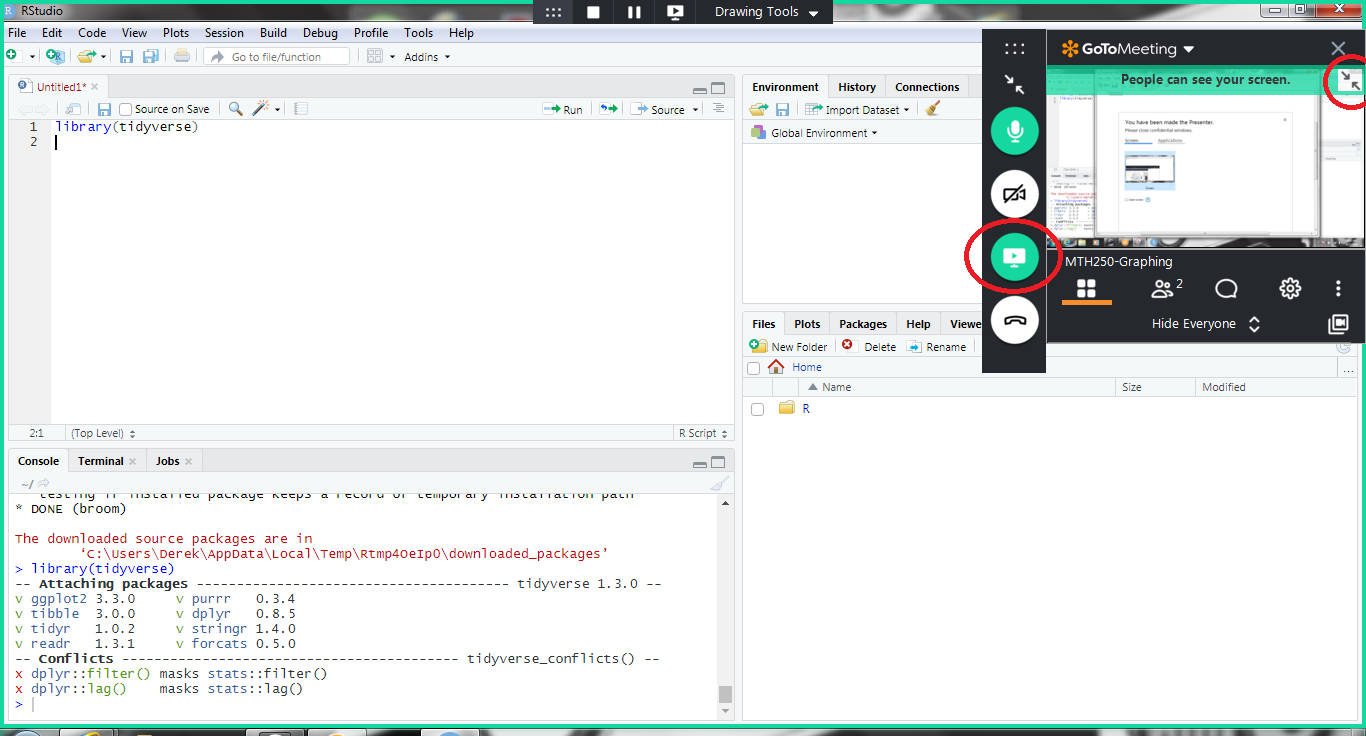 RStudio
Drawing Tools
File Edit Code View Plots Session Build Debug Profile Tools Help
Go to file/function
Addins
Untitled1*
Source on Save
Run
Source
1 library(tidyverse)
2
2:1 (Top Level) R Script
Console Terminal Jobs
~/
testing if installed package keeps a record of temporary installation path
* DONE (broom)
The downloaded source packages are in
‘C:\Users\Derek\AppData\Local\Temp\Rtmp4OeIpO\downloaded_packages’
> library(tidyverse)
-- Attaching packages --------------------------------------- tidyverse 1.3.0 --
v ggplot2 3.3.0 v purrr 0.3.4
v tibble 3.0.0 v dplyr 0.8.5
v tidyr 1.0.2 v stringr 1.4.0
v readr 1.3.1 v forcats 0.5.0
-- Conflicts ------------------------------------------ tidyverse_conflicts() --
x dplyr::filter() masks stats::filter()
x dplyr::lag() masks stats::lag()
>
Environment History Connections
Import Dataset
Global Environment
GoToMeeting
People can see your screen.
You have been made the Presenter.
Please close confidential windows.
Screen Applications
Screen
MTH250-Graphing
2
Hide Everyone
Files Plots Packages Help Viewe
New Folder Delete Rename
Home
...
Name Size Modified
R